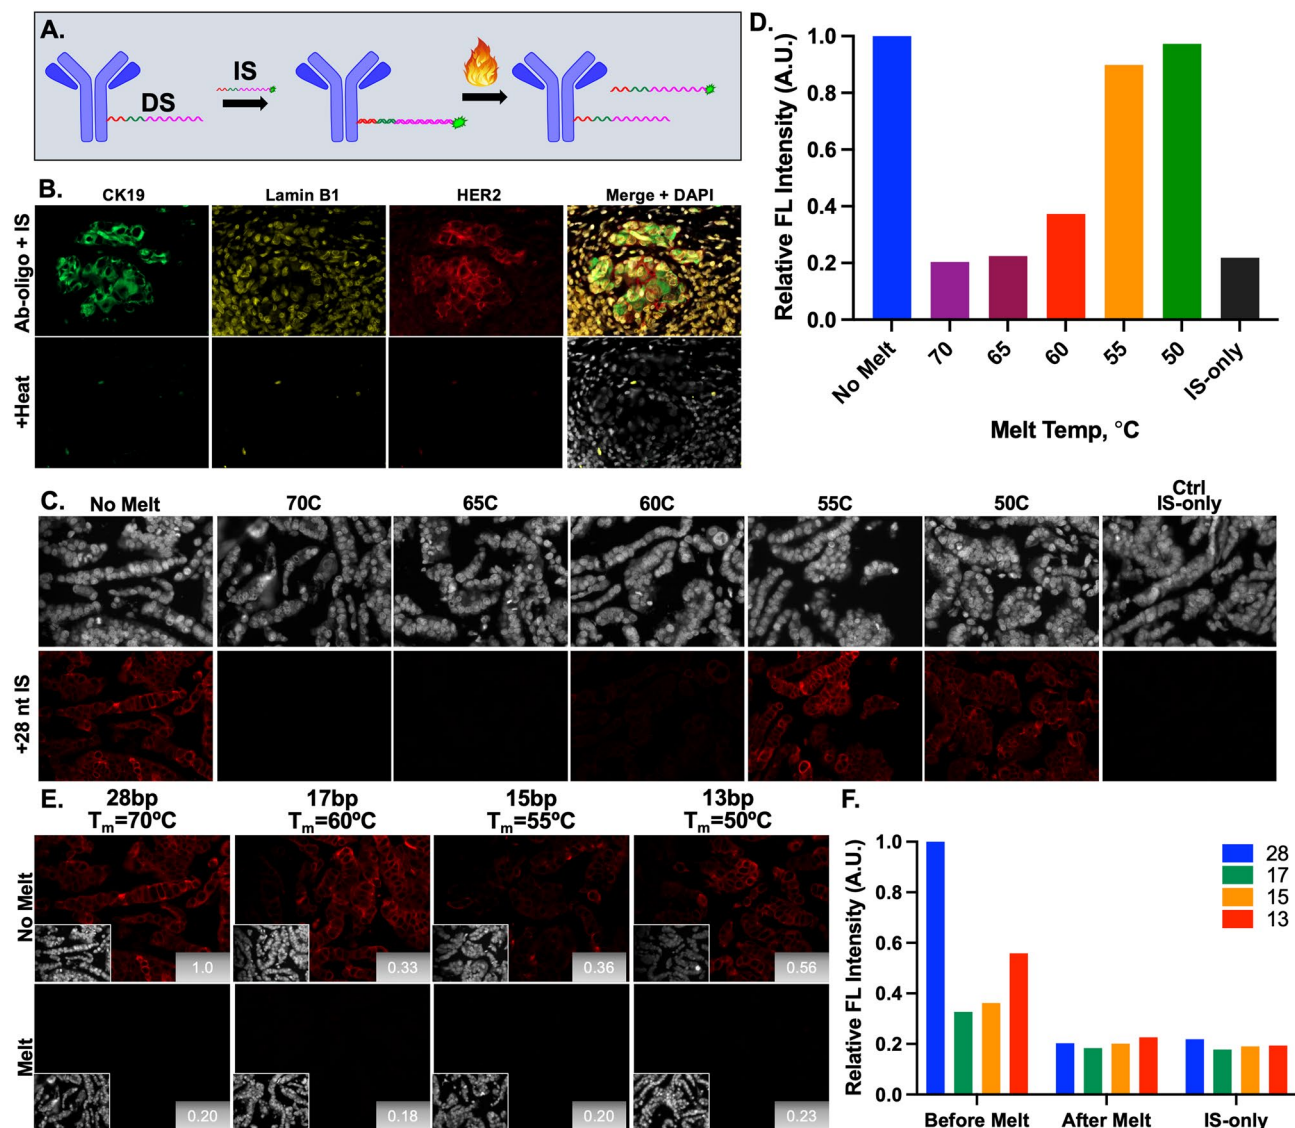 A.
DS
IS
B.
CK19 Lamin B1 HER2 Merge + DAPI
Ab-oligo + IS
+Heat
D.
Relative FL Intensity (A.U.)
1.0
0.8
0.6
0.4
0.2
0.0
No Melt 70 65 60 55 50 IS-only
Melt Temp, °C
C.
No Melt 70C 65C 60C 55C 50C Ctrl
IS-only
+28 nt IS
E.
28bp 17bp 15bp 13bp
Tm=70ºC Tm=60ºC Tm=55ºC Tm=50ºC
No Melt
1.0 0.33 0.36 0.56
Melt
0.20 0.18 0.20 0.23
F.
Relative FL Intensity (A.U.)
1.0
0.8
0.6
0.4
0.2
0.0
28
17
15
13
Before Melt After Melt IS-only